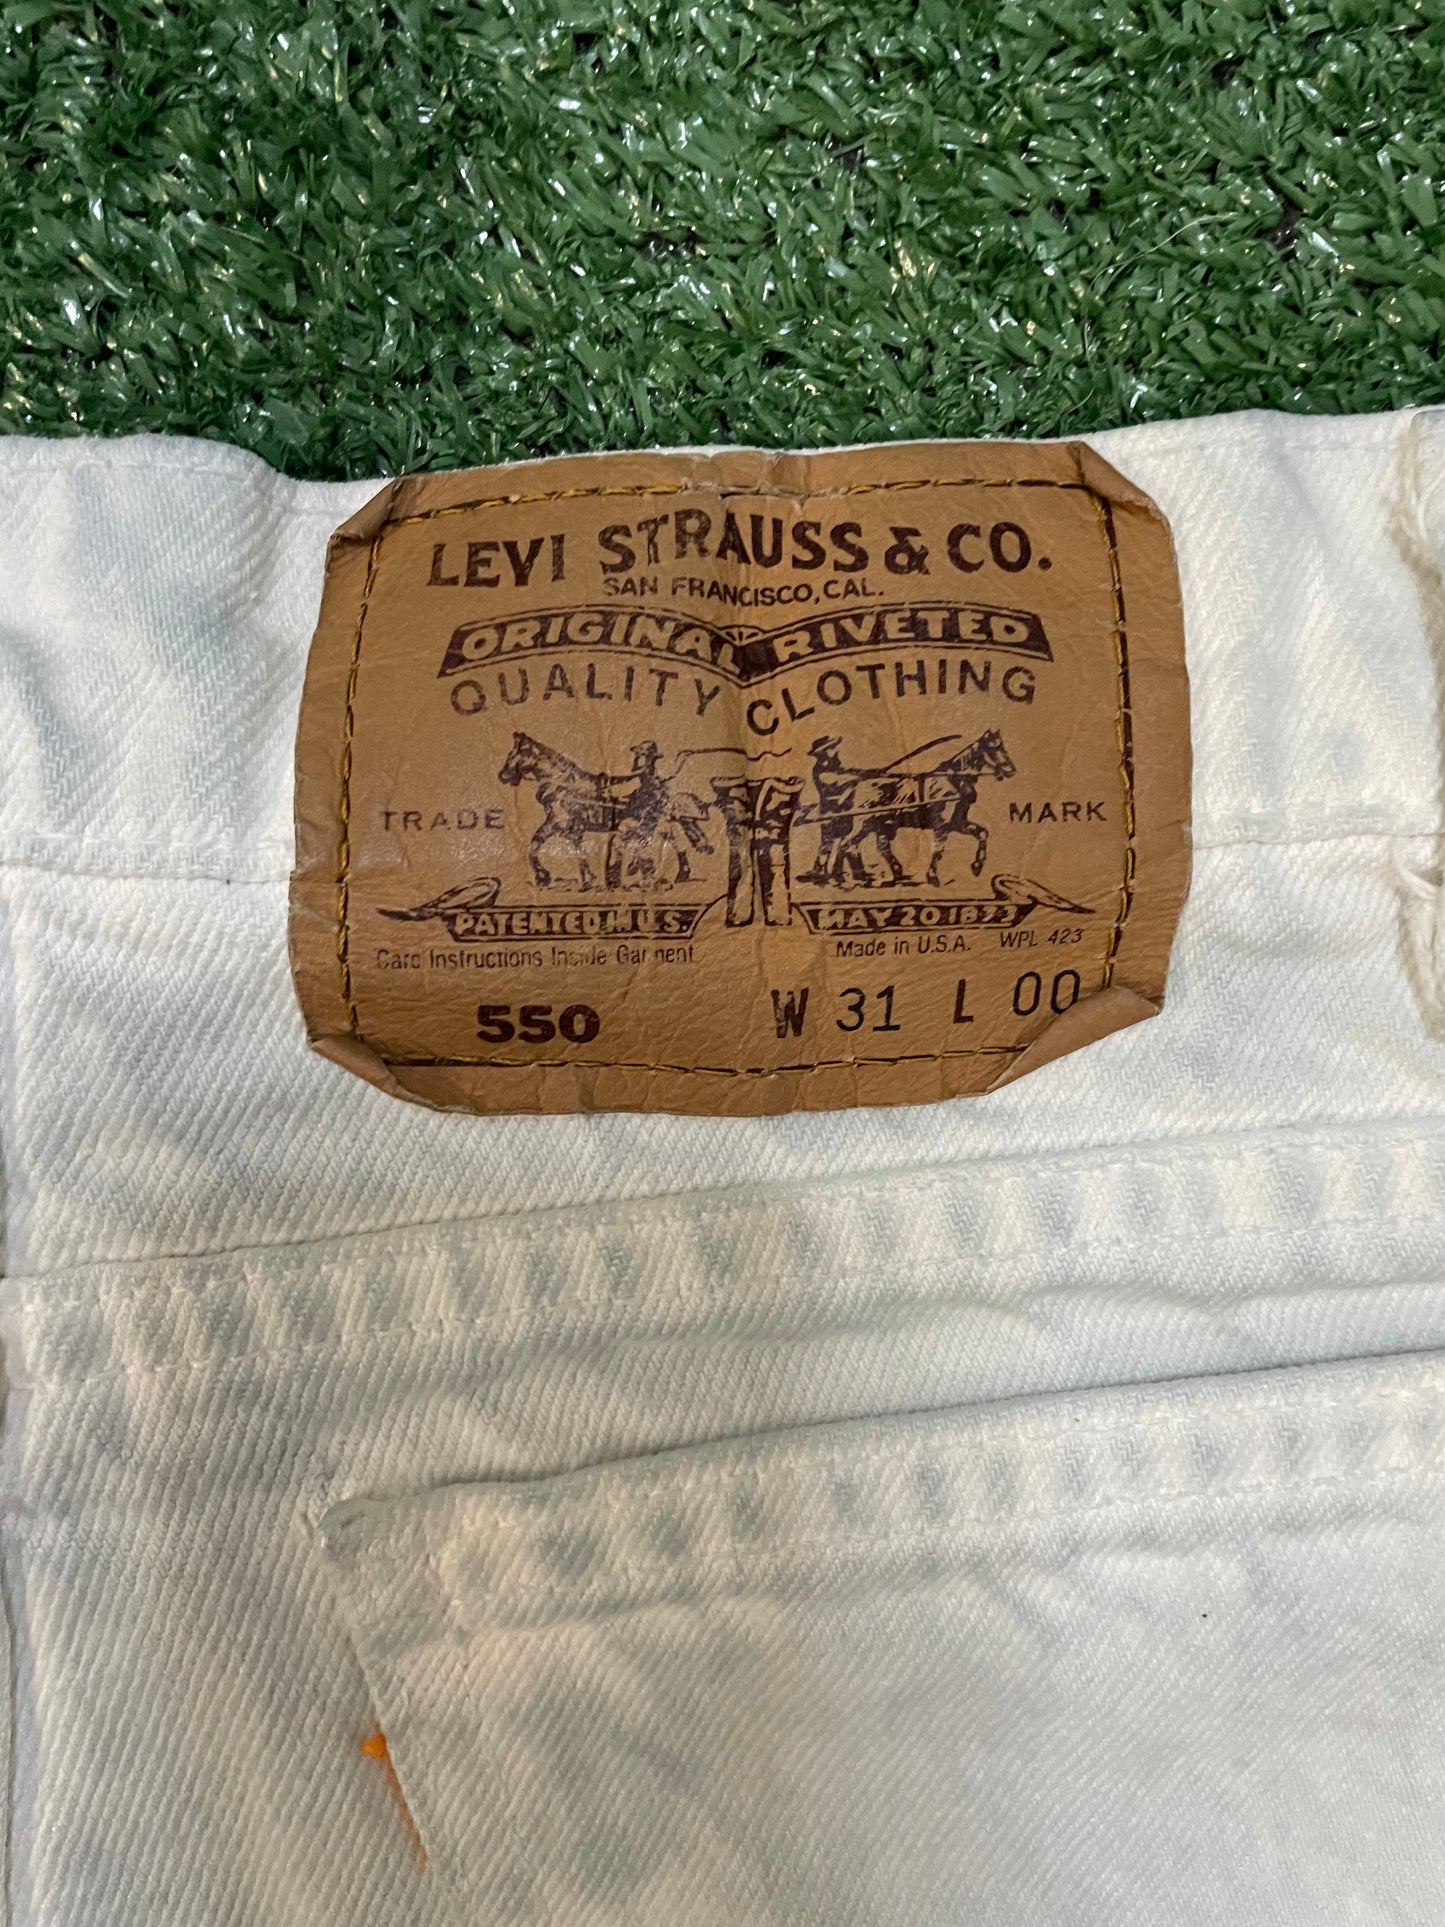 LEVI STRAUSS & CO.
SAN FRANCISCO, CAL.
ORIGINAL RIVETED
QUALITY CLOTHING
TRADE MARK
PATENTED IN U.S. MAY 20 1873
Care Instructions Inside Garment Made in U.S.A. WPL 423
550 W 31 L 00